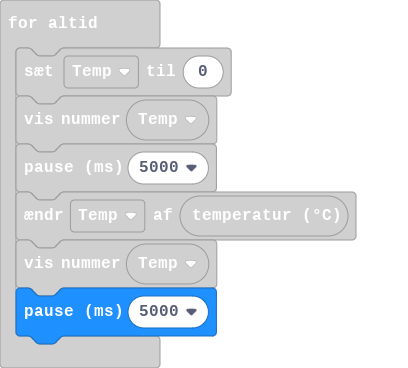 for altid
sæt Temp til 0
vis nummer Temp
pause (ms) 5000
ændr Temp af temperatur (°C)
vis nummer Temp
pause (ms) 5000